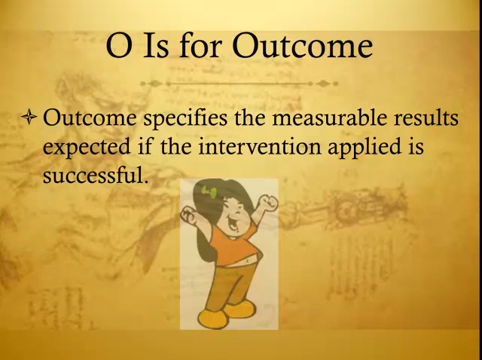 O Is for Outcome
Outcome specifies the measurable results
expected if the intervention applied is
successful.